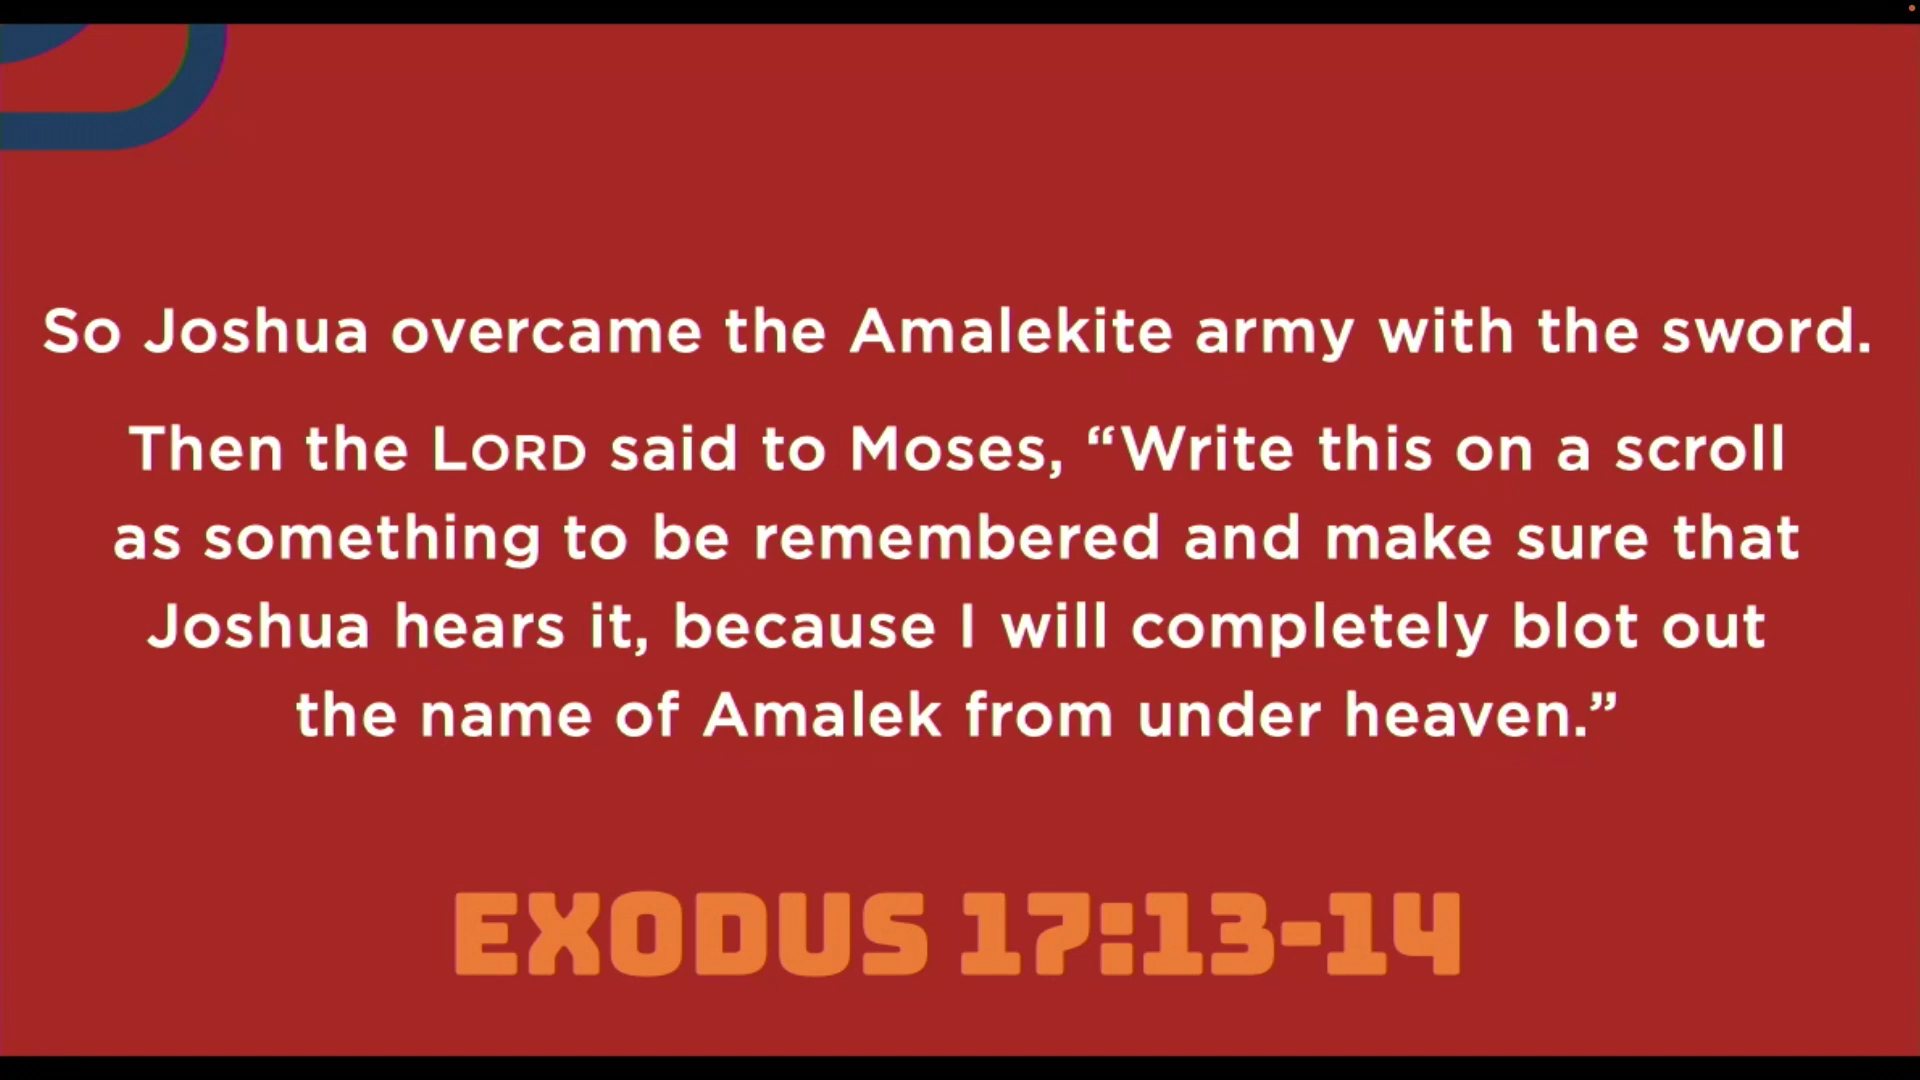 So Joshua overcame the Amalekite army with the sword.
Then the LORD said to Moses, “Write this on a scroll
as something to be remembered and make sure that
Joshua hears it, because I will completely blot out
the name of Amalek from under heaven.”
EXODUS 17:13-14